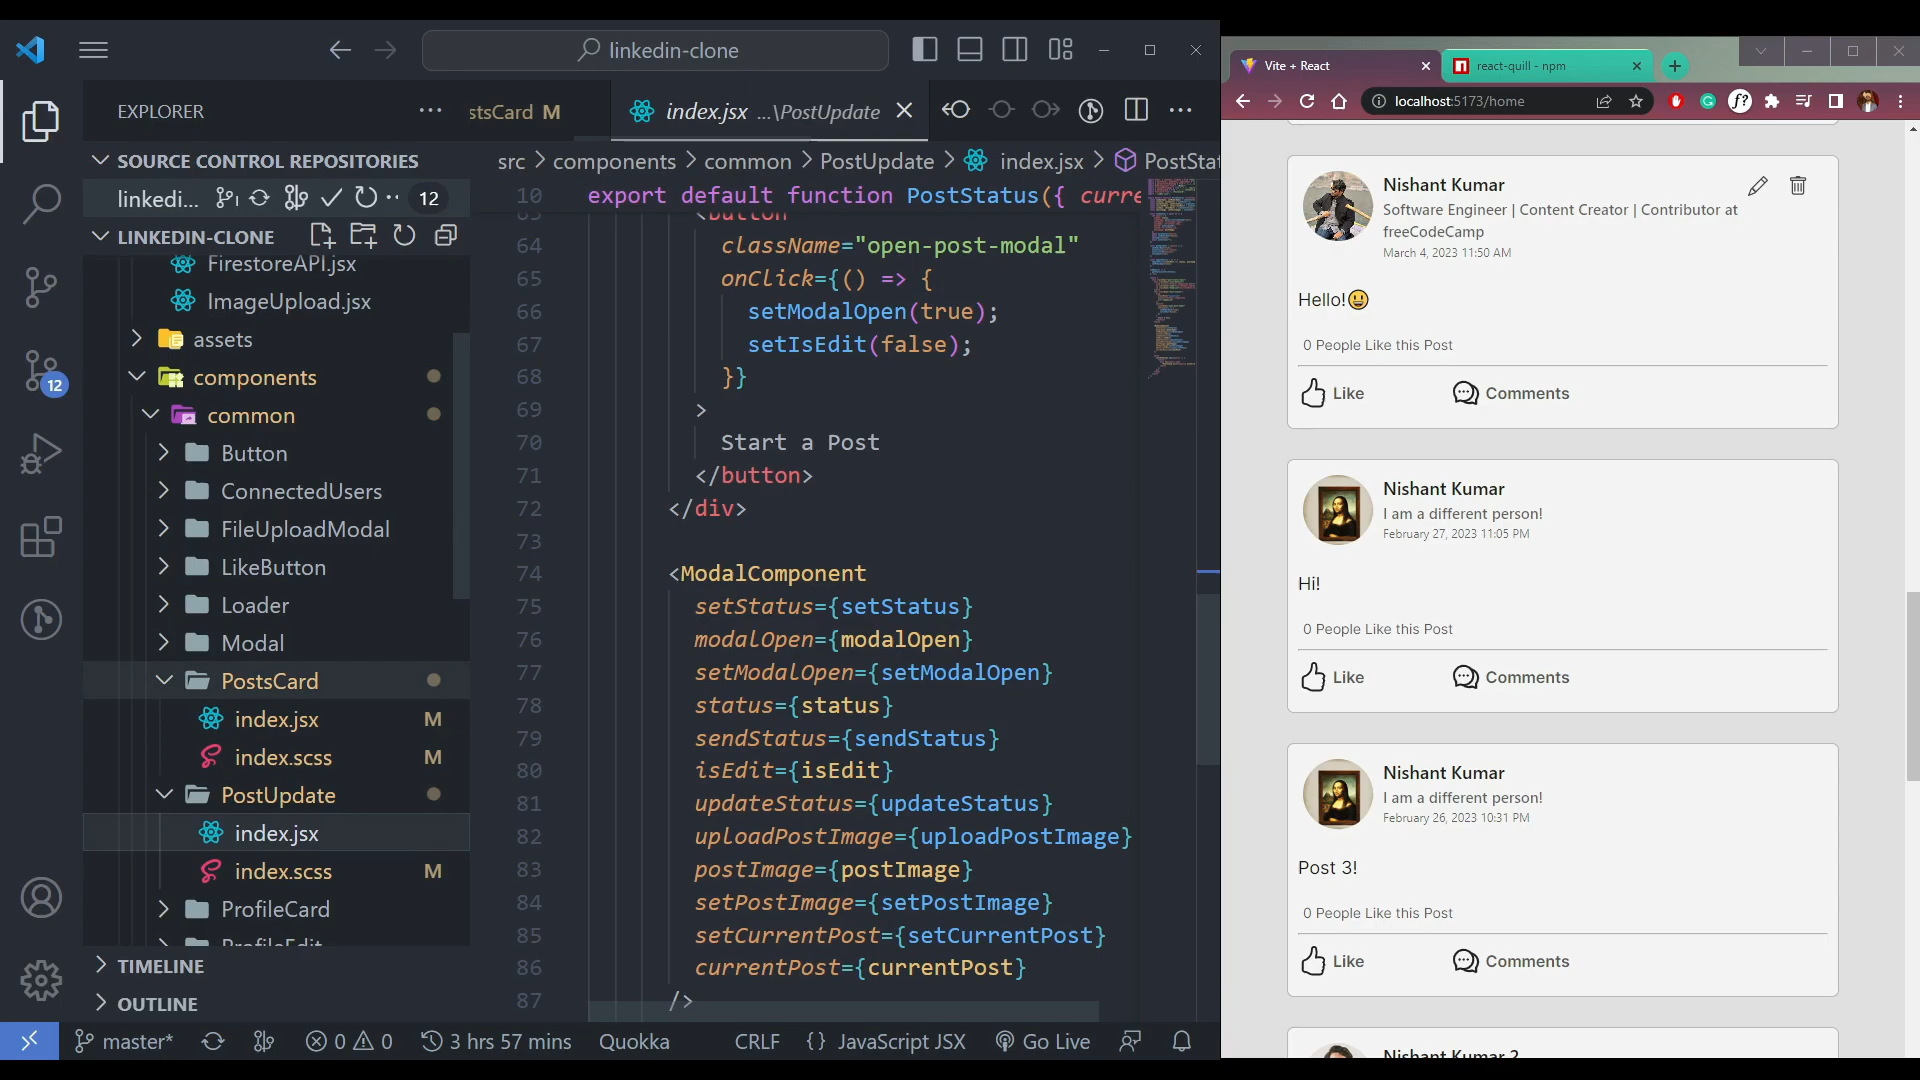 linkedin-clone
EXPLORER
stsCard M
index.jsx ...\PostUpdate
SOURCE CONTROL REPOSITORIES
linkedi... 12
LINKEDIN-CLONE
FirestoreAPI.jsx
ImageUpload.jsx
assets
components
common
Button
ConnectedUsers
FileUploadModal
LikeButton
Loader
Modal
PostsCard
index.jsx M
index.scss M
PostUpdate
index.jsx
index.scss M
ProfileCard
ProfileEdit
TIMELINE
OUTLINE
12
src > components > common > PostUpdate > index.jsx > PostStat
10 export default function PostStatus({ curre
63 <button
64 className="open-post-modal"
65 onClick={() => {
66 setModalOpen(true);
67 setIsEdit(false);
68 }}
69 >
70 Start a Post
71 </button>
72 </div>
73
74 <ModalComponent
75 setStatus={setStatus}
76 modalOpen={modalOpen}
77 setModalOpen={setModalOpen}
78 status={status}
79 sendStatus={sendStatus}
80 isEdit={isEdit}
81 updateStatus={updateStatus}
82 uploadPostImage={uploadPostImage}
83 postImage={postImage}
84 setPostImage={setPostImage}
85 setCurrentPost={setCurrentPost}
86 currentPost={currentPost}
87 />
master* 0 0 3 hrs 57 mins Quokka CRLF {} JavaScript JSX Go Live
Vite + React
react-quill - npm
localhost:5173/home
Nishant Kumar
Software Engineer | Content Creator | Contributor at
freeCodeCamp
March 4, 2023 11:50 AM
Hello!😃
0 People Like this Post
Like Comments
Nishant Kumar
I am a different person!
February 27, 2023 11:05 PM
Hi!
0 People Like this Post
Like Comments
Nishant Kumar
I am a different person!
February 26, 2023 10:31 PM
Post 3!
0 People Like this Post
Like Comments
Nishant Kumar 2